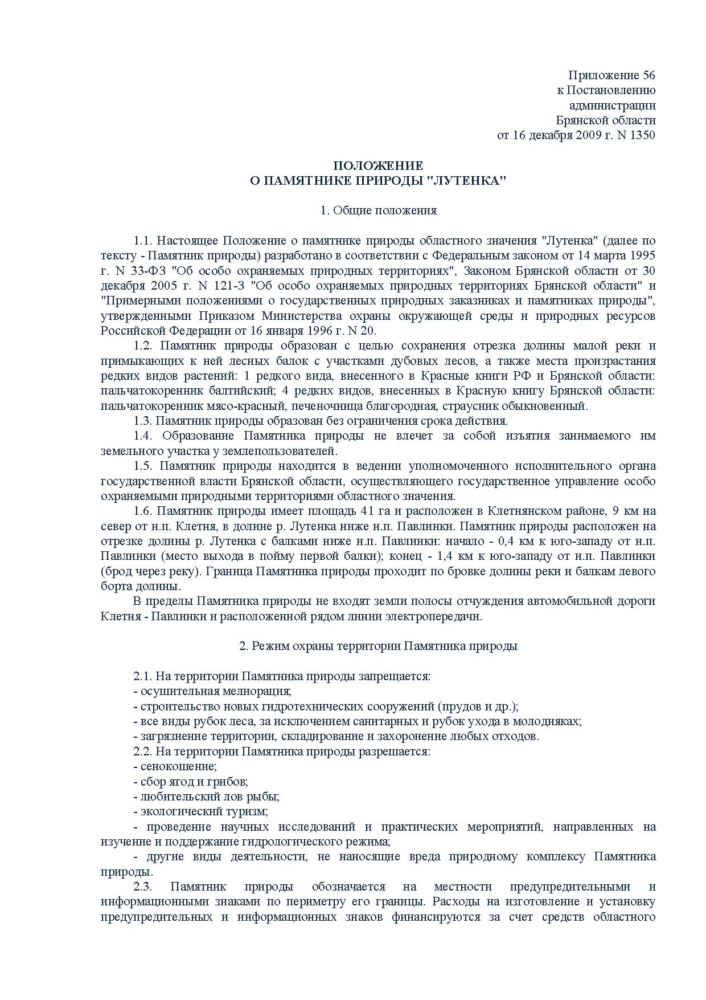 Приложение 56
к Постановлению
администрации
Брянской области
от 16 декабря 2009 г. N 1350
ПОЛОЖЕНИЕ
О ПАМЯТНИКЕ ПРИРОДЫ "ЛУТЕНКА"
1. Общие положения
1.1. Настоящее Положение о памятнике природы областного значения "Лутенка" (далее по
тексту - Памятник природы) разработано в соответствии с Федеральным законом от 14 марта 1995
г. N 33-ФЗ "Об особо охраняемых природных территориях", Законом Брянской области от 30
декабря 2005 г. N 121-З "Об особо охраняемых природных территориях Брянской области" и
"Примерными положениями о государственных природных заказниках и памятниках природы",
утвержденными Приказом Министерства охраны окружающей среды и природных ресурсов
Российской Федерации от 16 января 1996 г. N 20.
1.2. Памятник природы образован с целью сохранения отрезка долины малой реки и
примыкающих к ней лесных балок с участками дубовых лесов, а также места произрастания
редких видов растений: 1 редкого вида, внесенного в Красные книги РФ и Брянской области:
пальчатокоренник балтийский; 4 редких видов, внесенных в Красную книгу Брянской области:
пальчатокоренник мясо-красный, печеночница благородная, страусник обыкновенный.
1.3. Памятник природы образован без ограничения срока действия.
1.4. Образование Памятника природы не влечет за собой изъятия занимаемого им
земельного участка у землепользователей.
1.5. Памятник природы находится в ведении уполномоченного исполнительного органа
государственной власти Брянской области, осуществляющего государственное управление особо
охраняемыми природными территориями областного значения.
1.6. Памятник природы имеет площадь 41 га и расположен в Клетнянском районе, 9 км на
север от н.п. Клетня, в долине р. Лутенка ниже н.п. Павлинки. Памятник природы расположен на
отрезке долины р. Лутенка с балками ниже н.п. Павлинки: начало - 0,4 км к юго-западу от н.п.
Павлинки (место выхода в пойму первой балки); конец - 1,4 км к юго-западу от н.п. Павлинки
(брод через реку). Граница Памятника природы проходит по бровке долины реки и балкам левого
борта долины.
В пределы Памятника природы не входят земли полосы отчуждения автомобильной дороги
Клетня - Павлинки и расположенной рядом линии электропередачи.
2. Режим охраны территории Памятника природы
2.1. На территории Памятника природы запрещается:
- осушительная мелиорация;
- строительство новых гидротехнических сооружений (прудов и др.);
- все виды рубок леса, за исключением санитарных и рубок ухода в молодняках;
- загрязнение территории, складирование и захоронение любых отходов.
2.2. На территории Памятника природы разрешается:
- сенокошение;
- сбор ягод и грибов;
- любительский лов рыбы;
- экологический туризм;
- проведение научных исследований и практических мероприятий, направленных на
изучение и поддержание гидрологического режима;
- другие виды деятельности, не наносящие вреда природному комплексу Памятника
природы.
2.3. Памятник природы обозначается на местности предупредительными и
информационными знаками по периметру его границы. Расходы на изготовление и установку
предупредительных и информационных знаков финансируются за счет средств областного